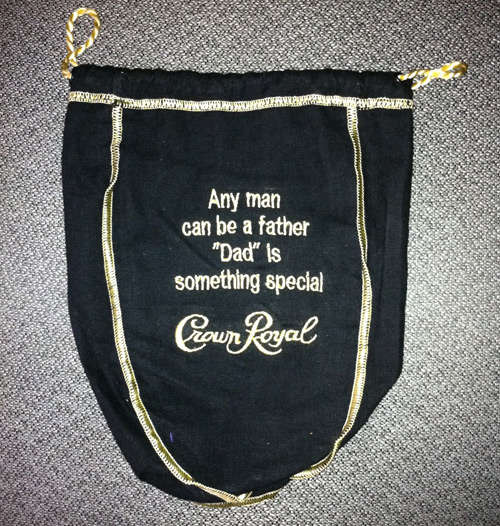 Any man
can be a father
"Dad" Is
something special
Crown Royal